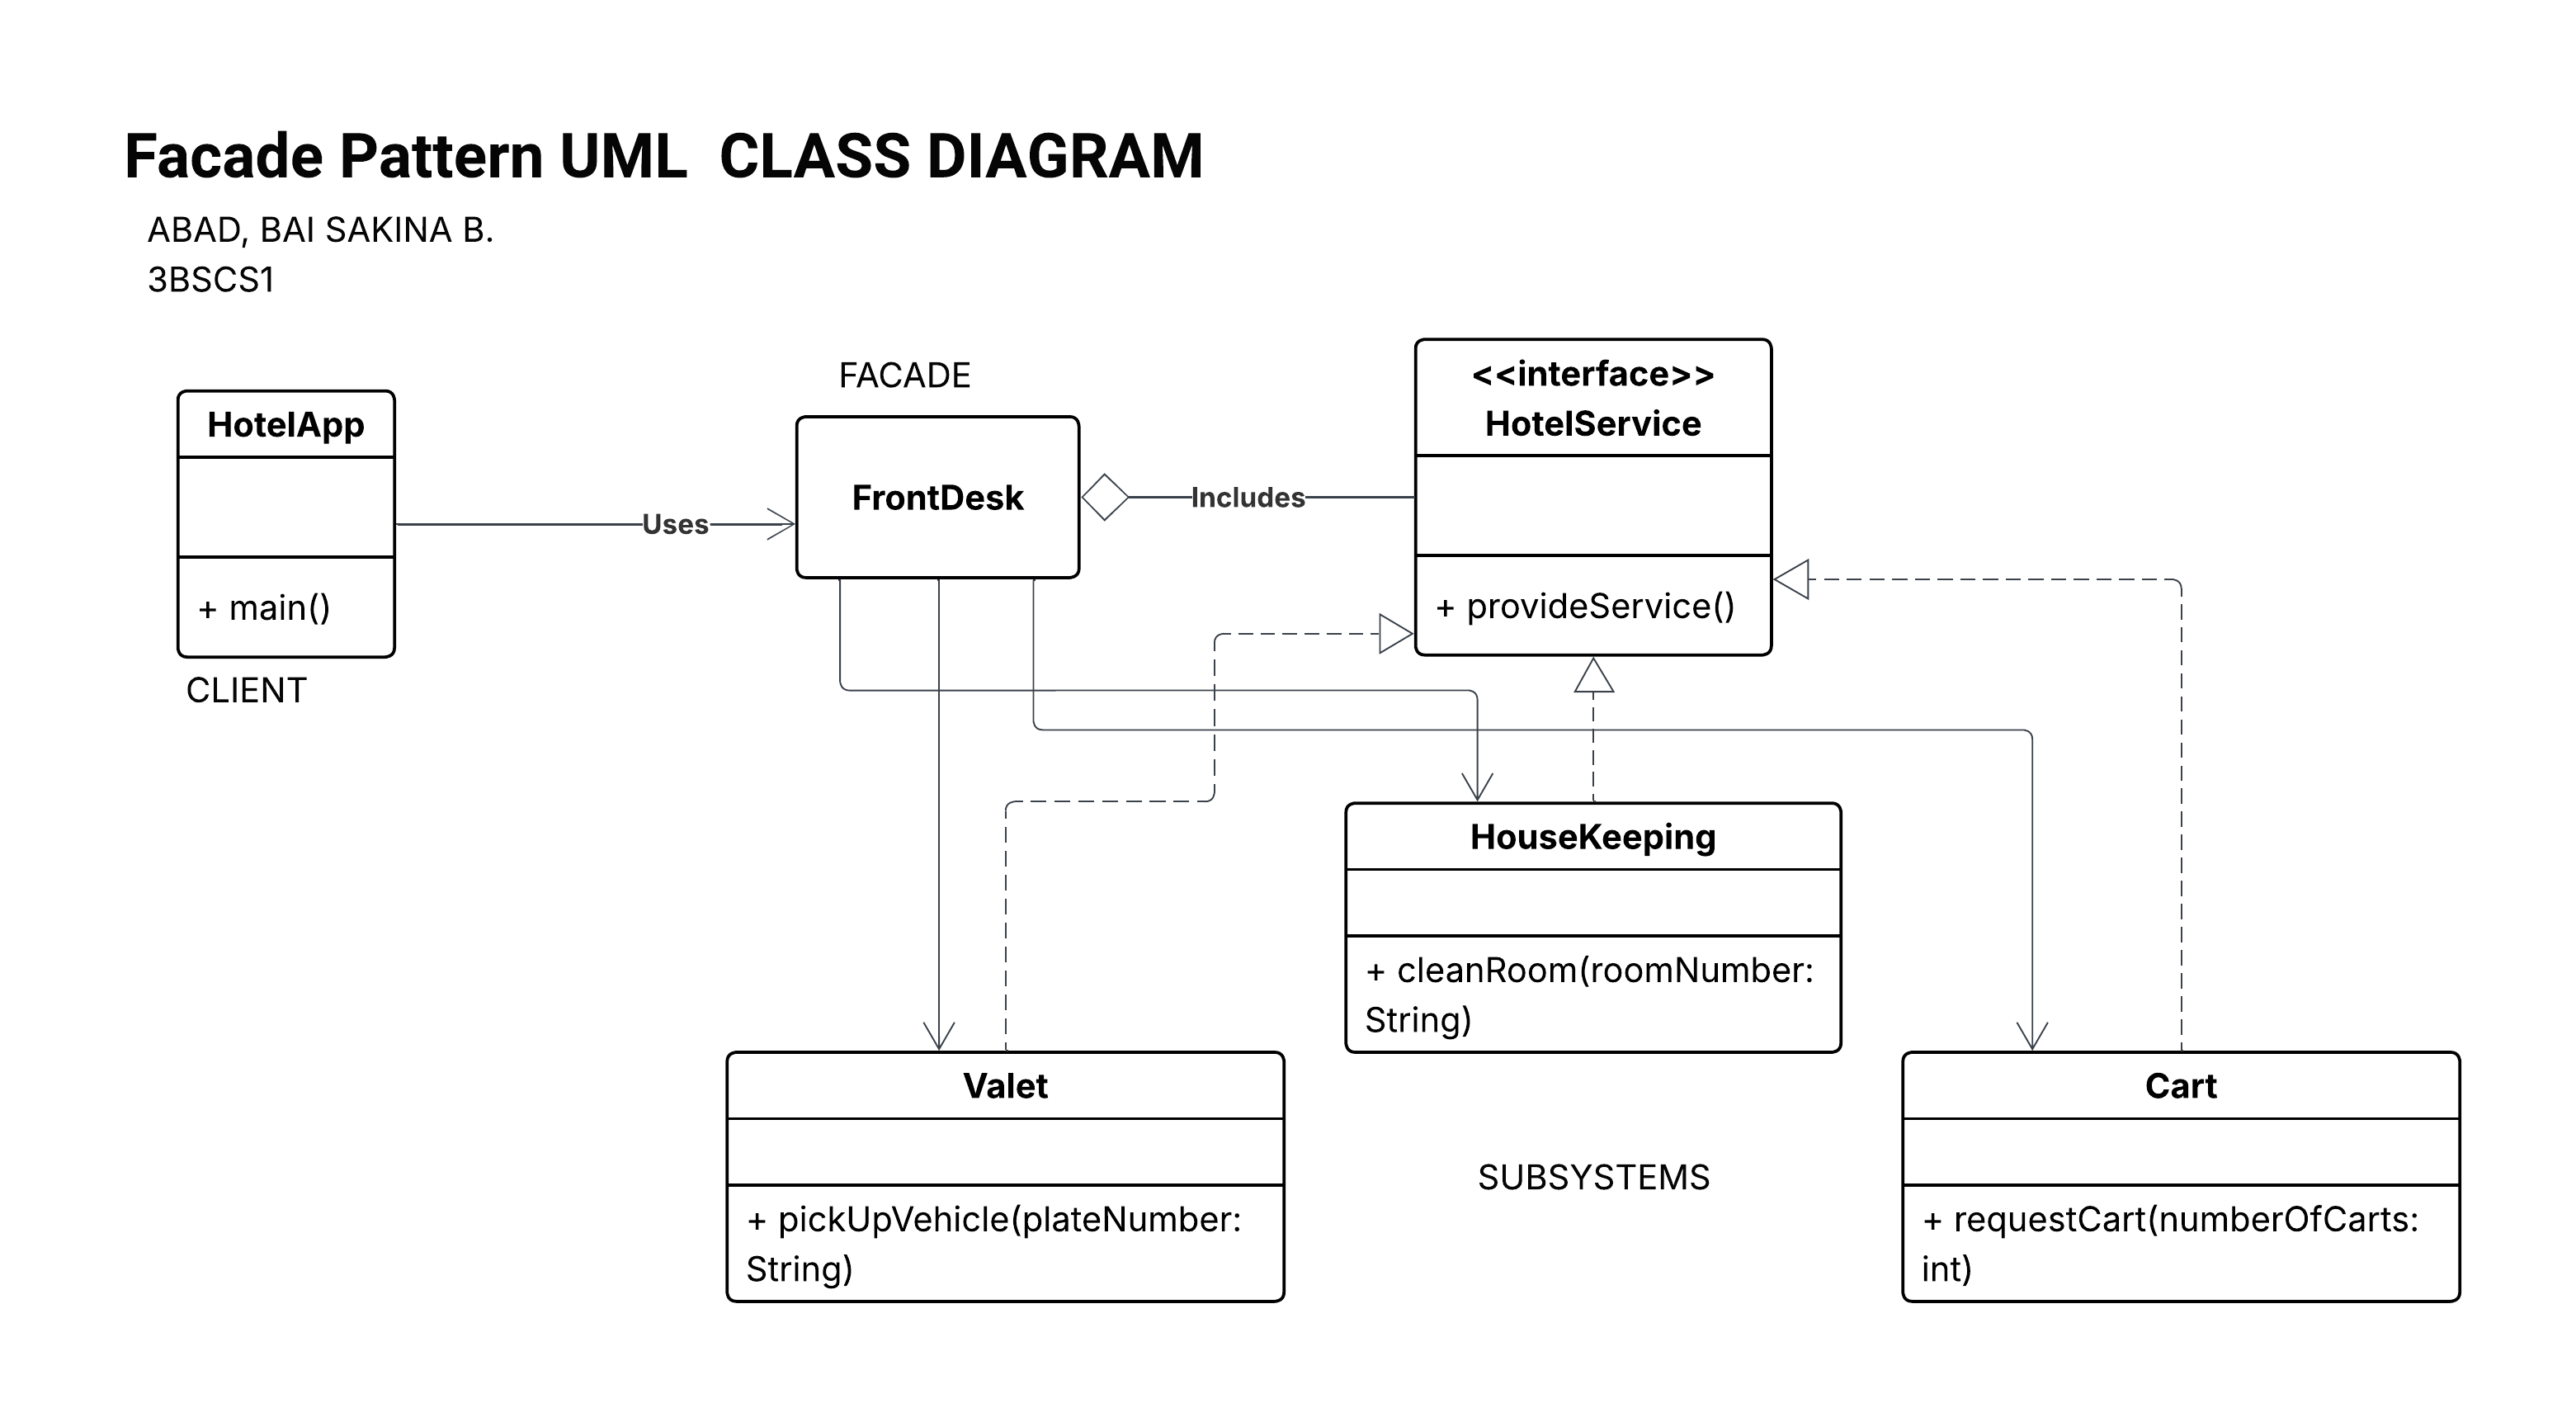 Facade Pattern UML  CLASS DIAGRAM
ABAD, BAI SAKINA B.
3BSCS1
FACADE
<<interface>>
HotelService
HotelApp
FrontDesk
Includes
Uses
+ main()
+ provideService()
CLIENT
HouseKeeping
+ cleanRoom(roomNumber:
String)
Valet
Cart
SUBSYSTEMS
+ pickUpVehicle(plateNumber:
String)
+ requestCart(numberOfCarts:
int)